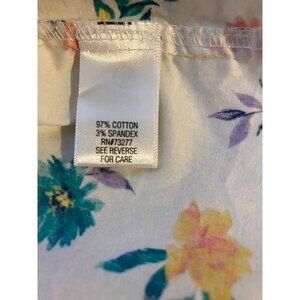 97% COTTON
3% SPANDEX
RN#73277
SEE REVERSE
FOR CARE